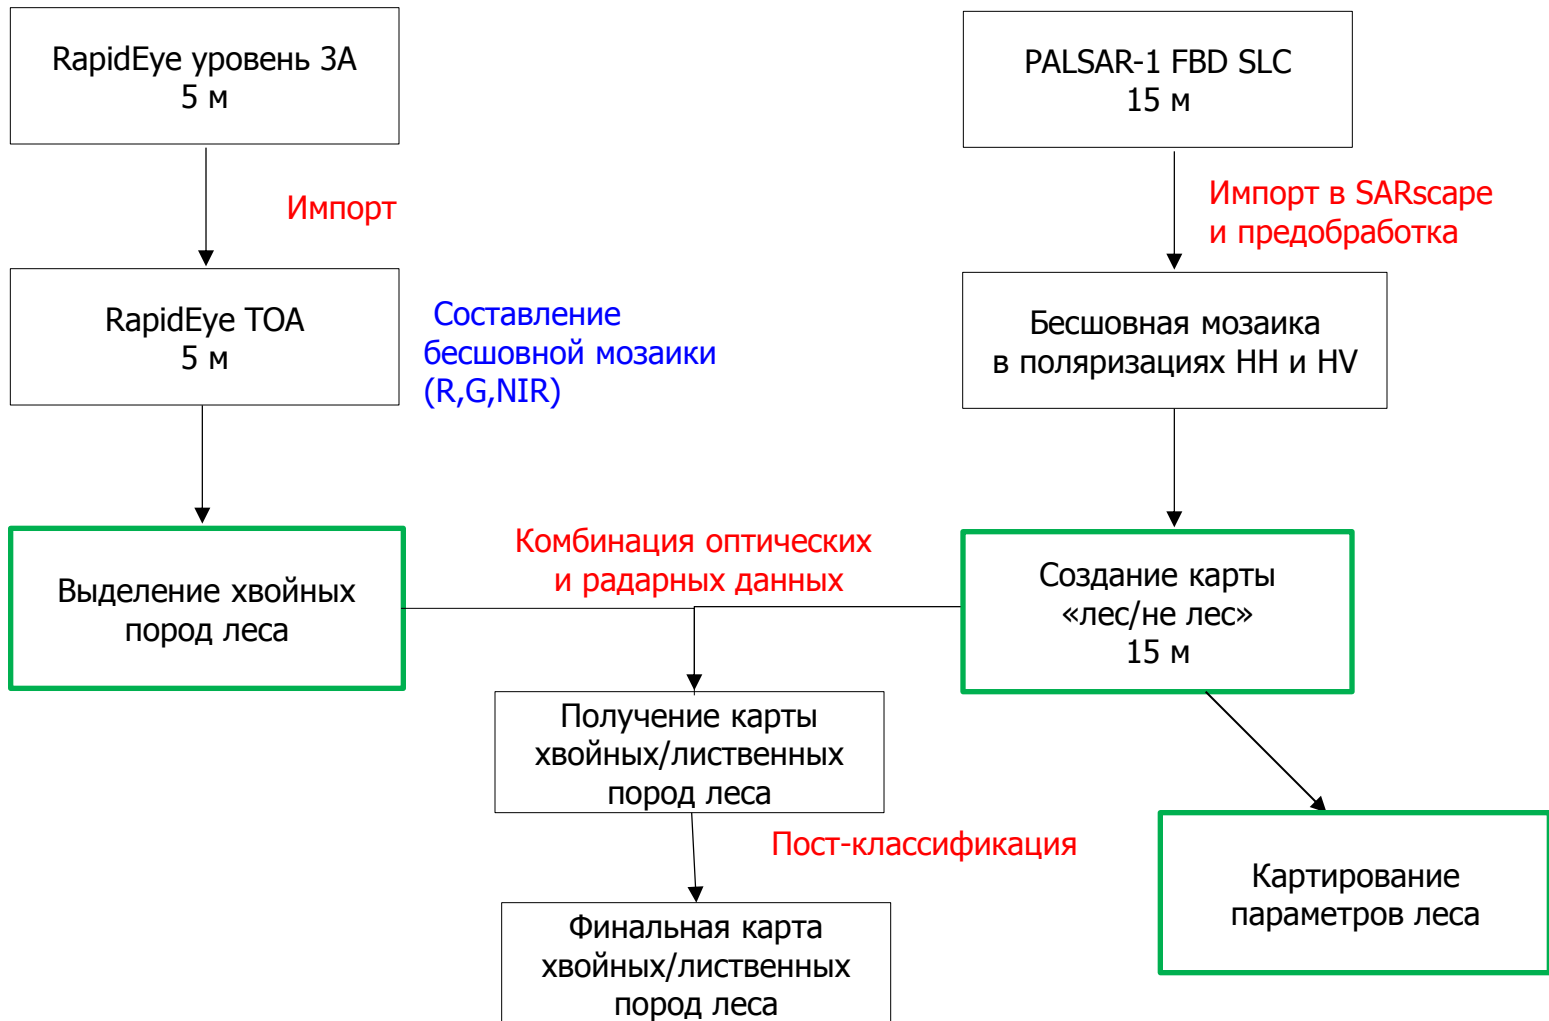 RapidEye уровень 3А
5 м
PALSAR-1 FBD SLC
15 м
Импорт
Импорт в SARscape
и предобработка
RapidEye TOA
5 м
Составление
бесшовной мозаики
(R,G,NIR)
Бесшовная мозаика
в поляризациях HH и HV
Выделение хвойных
пород леса
Комбинация оптических
и радарных данных
Создание карты
«лес/не лес»
15 м
Получение карты
хвойных/лиственных
пород леса
Пост-классификация
Картирование
параметров леса
Финальная карта
хвойных/лиственных
пород леса